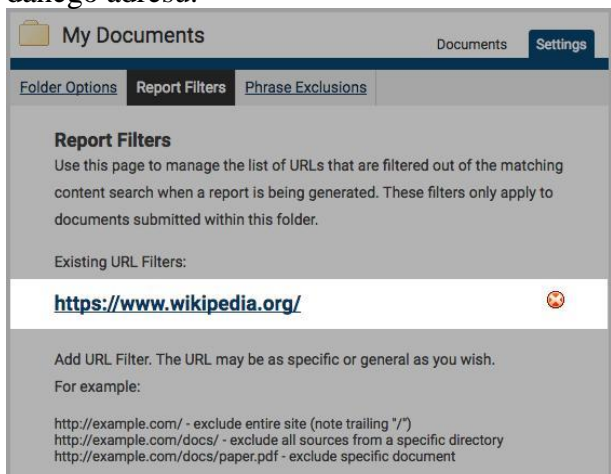 danego adresu.
My Documents
Documents
Settings
Folder Options
Report Filters
Phrase Exclusions
Report Filters
Use this page to manage the list of URLs that are filtered out of the matching
content search when a report is being generated. These filters only apply to
documents submitted within this folder.
Existing URL Filters:
https://www.wikipedia.org/
Add URL Filter. The URL may be as specific or general as you wish.
For example:
http://example.com/ - exclude entire site (note trailing "/")
http://example.com/docs/ - exclude all sources from a specific directory
http://example.com/docs/paper.pdf - exclude specific document